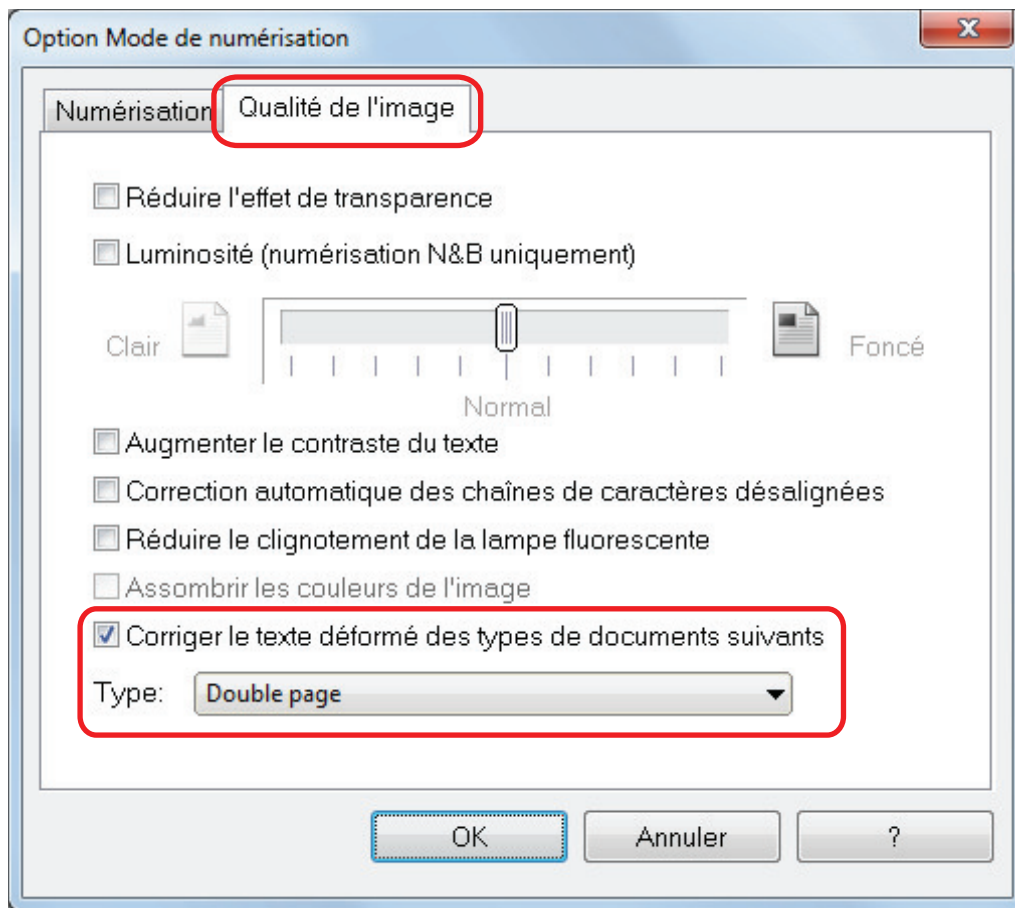 Option Mode de numérisation
Numérisation Qualité de l'image
Réduire l'effet de transparence
Luminosité (numérisation N&B uniquement)
Clair Foncé
Normal
Augmenter le contraste du texte
Correction automatique des chaînes de caractères désalignées
Réduire le clignotement de la lampe fluorescente
Assombrir les couleurs de l'image
Corriger le texte déformé des types de documents suivants
Type: Double page
OK Annuler ?